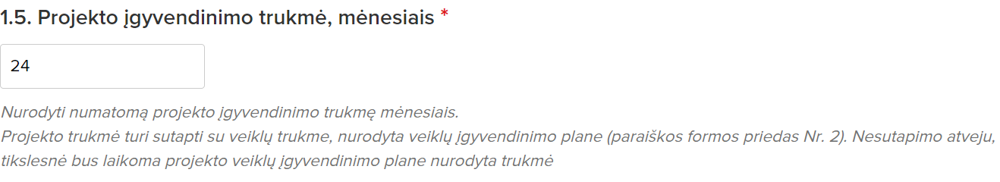 1.5. Projekto įgyvendinimo trukmė, mėnesiais *
24
Nurodyti numatomą projekto įgyvendinimo trukmę mėnesiais.
Projekto trukmė turi sutapti su veiklų trukme, nurodyta veiklų įgyvendinimo plane (paraiškos formos priedas Nr. 2). Nesutapimo atveju,
tikslesnė bus laikoma projekto veiklų įgyvendinimo plane nurodyta trukmė